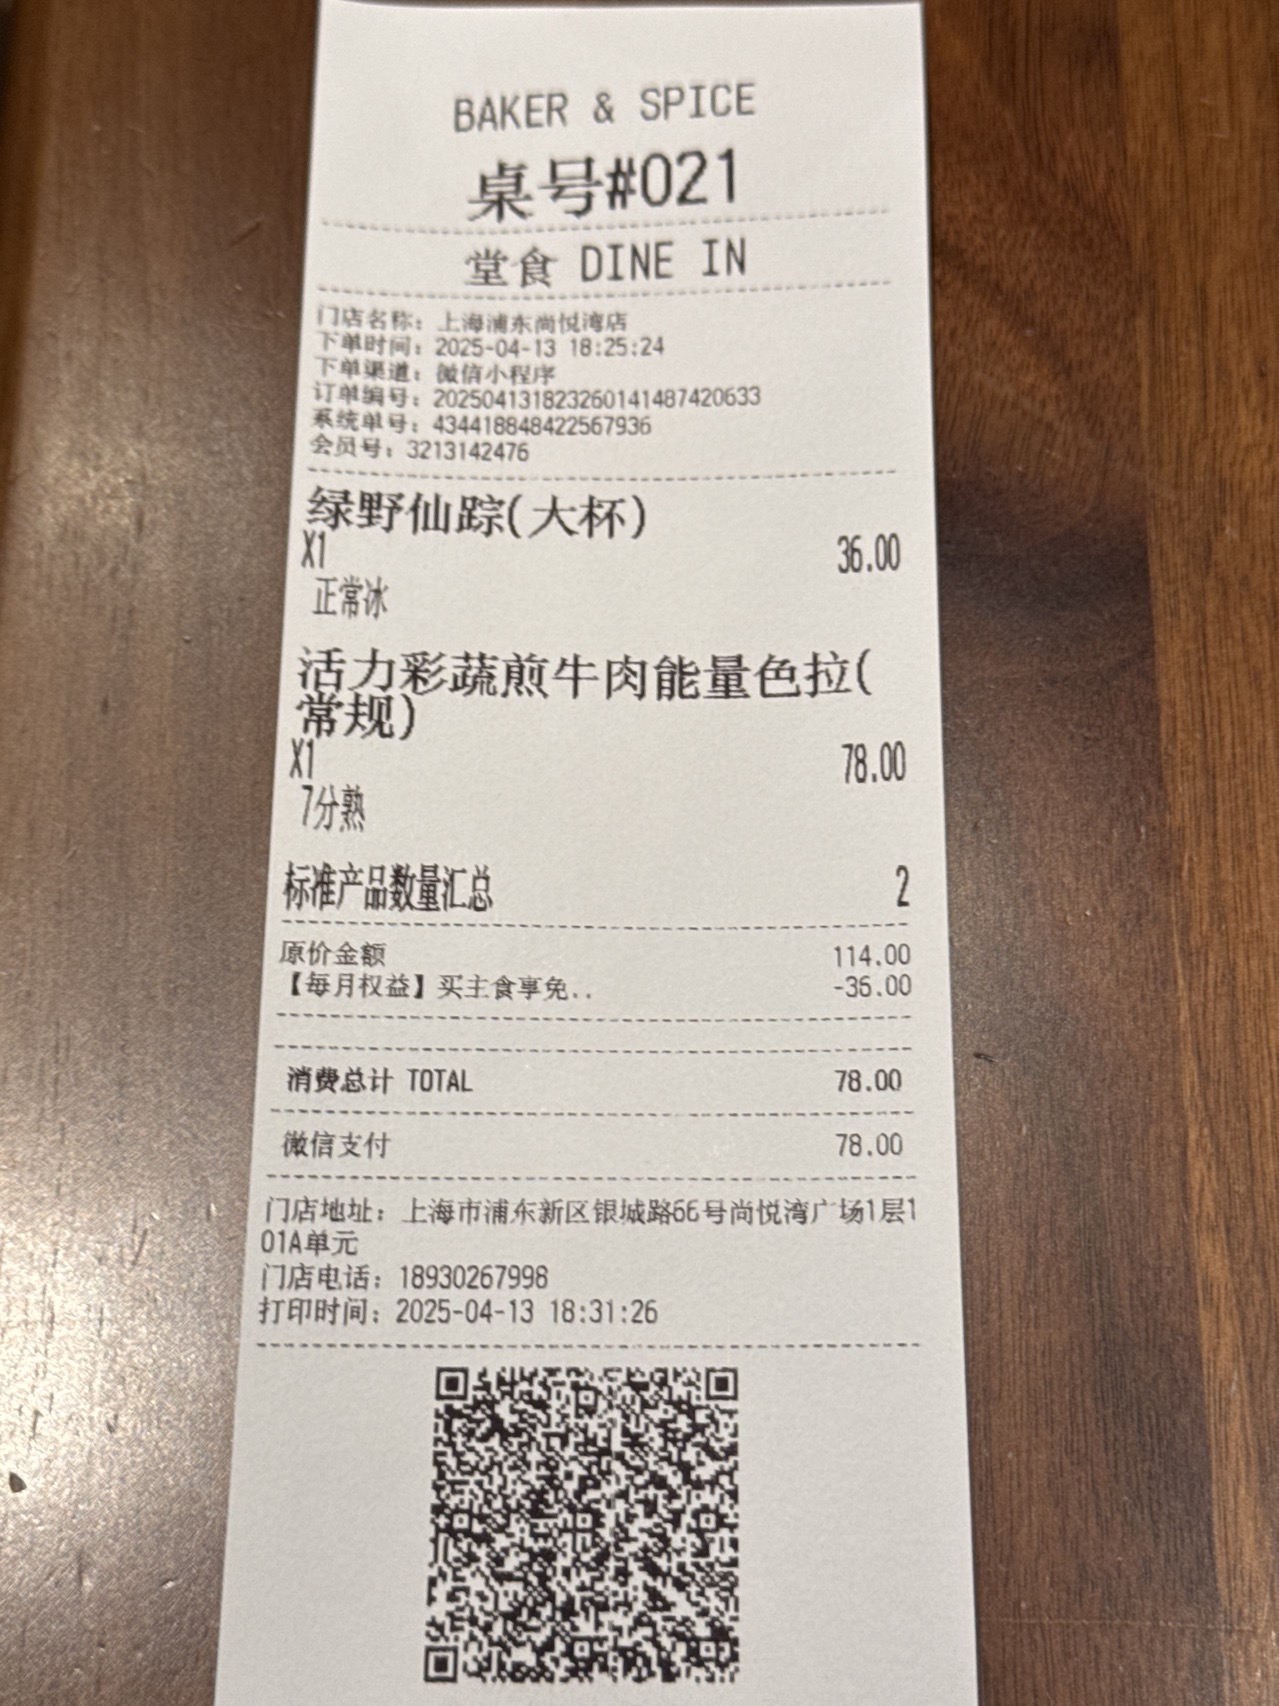 BAKER & SPICE
桌号#021
堂食 DINE IN
门店名称：上海浦东尚悦湾店
下单时间：2025-04-13 18:25:24
下单渠道：微信小程序
订单编号：20250413182326014​1487420633
系统单号：434418848422567936
会员号：3213142476
绿野仙踪(大杯)
X1 36.00
正常冰
活力彩蔬煎牛肉能量色拉(
常规)
X1 78.00
7分熟
标准产品数量汇总 2
原价金额 114.00
【每月权益】买主食享免.. -36.00
消费总计 TOTAL 78.00
微信支付 78.00
门店地址：上海市浦东新区银城路66号尚悦湾广场1层1
01A单元
门店电话：18930267998
打印时间：2025-04-13 18:31:26